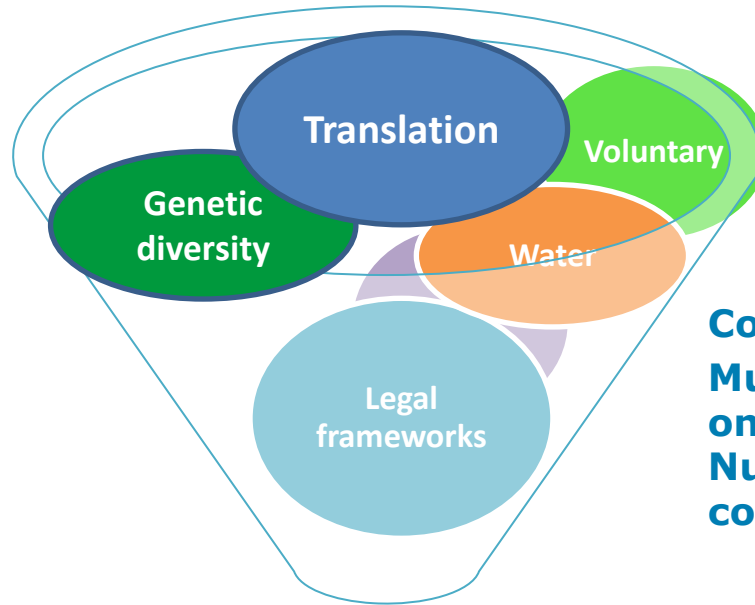 Translation
Voluntary
Genetic
diversity
Water
Legal
frameworks